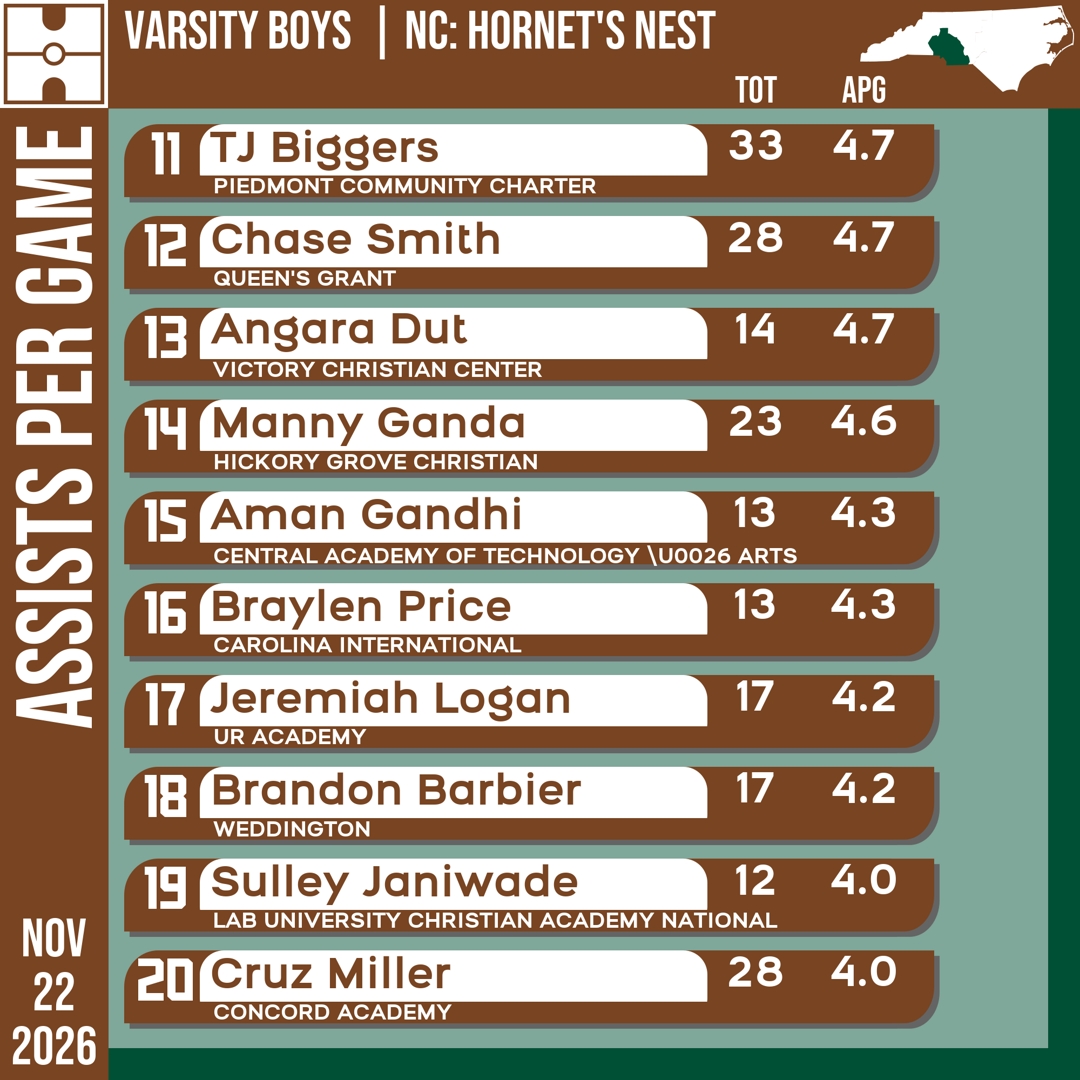 VARSITY BOYS | NC: HORNET'S NEST
TOT APG
ASSISTS PER GAME
11 TJ Biggers 33 4.7
PIEDMONT COMMUNITY CHARTER
12 Chase Smith 28 4.7
QUEEN'S GRANT
13 Angara Dut 14 4.7
VICTORY CHRISTIAN CENTER
14 Manny Ganda 23 4.6
HICKORY GROVE CHRISTIAN
15 Aman Gandhi 13 4.3
CENTRAL ACADEMY OF TECHNOLOGY \U0026 ARTS
16 Braylen Price 13 4.3
CAROLINA INTERNATIONAL
17 Jeremiah Logan 17 4.2
UR ACADEMY
18 Brandon Barbier 17 4.2
WEDDINGTON
19 Sulley Janiwade 12 4.0
LAB UNIVERSITY CHRISTIAN ACADEMY NATIONAL
20 Cruz Miller 28 4.0
CONCORD ACADEMY
NOV
22
2026